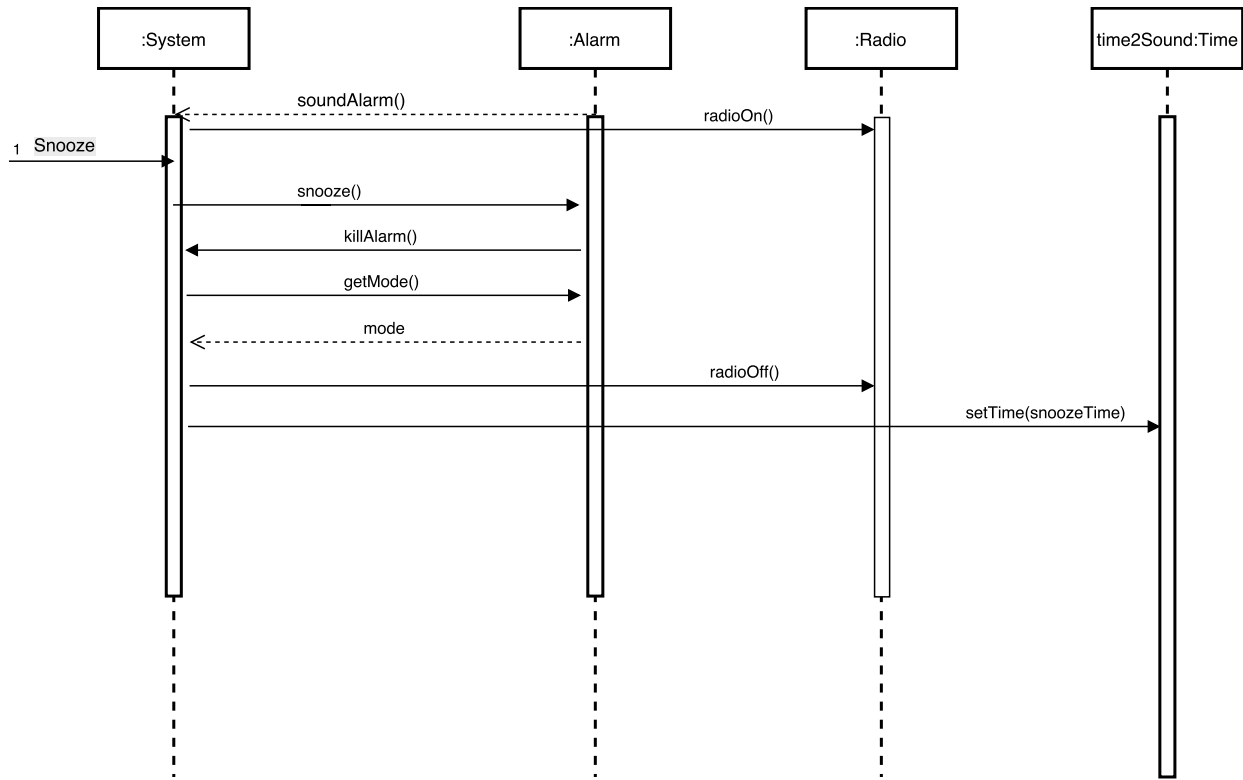 :System
:Alarm
:Radio
time2Sound:Time
soundAlarm()
radioOn()
1 Snooze
snooze()
killAlarm()
getMode()
mode
radioOff()
setTime(snoozeTime)